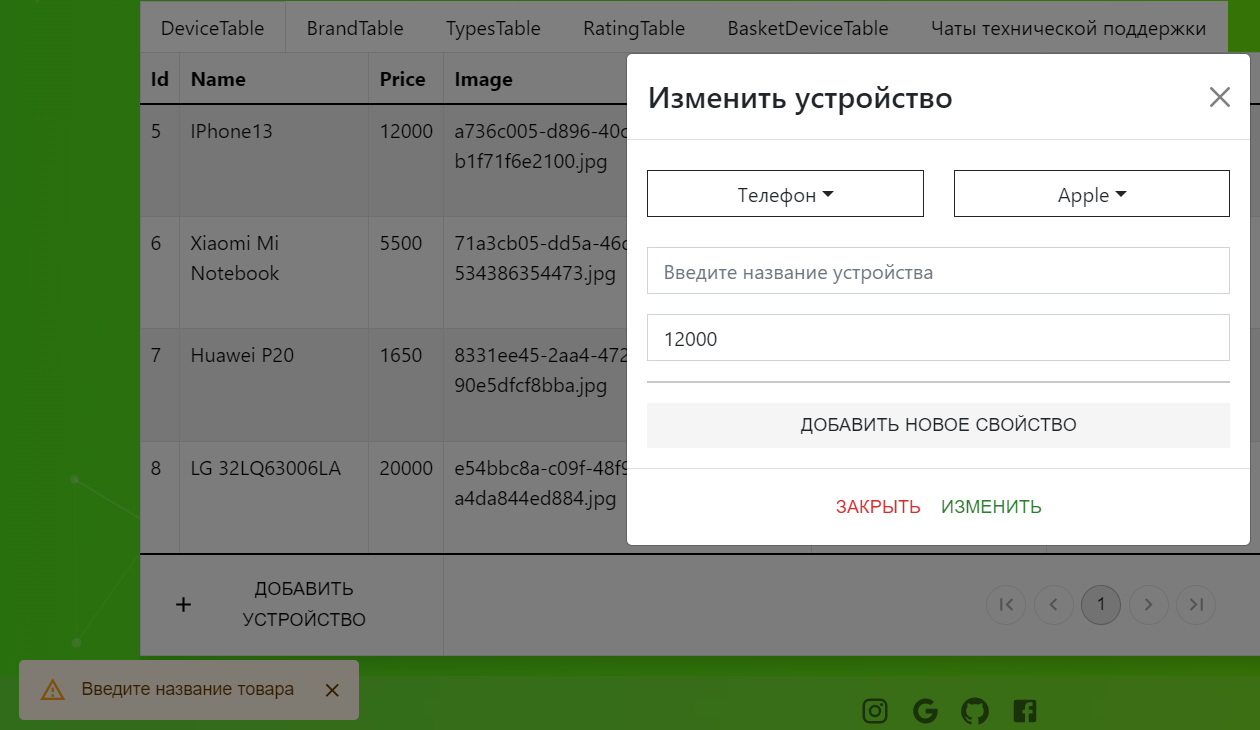 DeviceTable BrandTable TypesTable RatingTable BasketDeviceTable Чаты технической поддержки
Id Name Price Image
5 IPhone13 12000 a736c005-d896-40
b1f71f6e2100.jpg
6 Xiaomi Mi 5500 71a3cb05-dd5a-46
Notebook 534386354473.jpg
7 Huawei P20 1650 8331ee45-2aa4-472
90e5dfcf8bba.jpg
8 LG 32LQ63006LA 20000 e54bbc8a-c09f-48f9
a4da844ed884.jpg
ДОБАВИТЬ
УСТРОЙСТВО
1
Изменить устройство
Телефон Apple
Введите название устройства
12000
ДОБАВИТЬ НОВОЕ СВОЙСТВО
ЗАКРЫТЬ ИЗМЕНИТЬ
Введите название товара